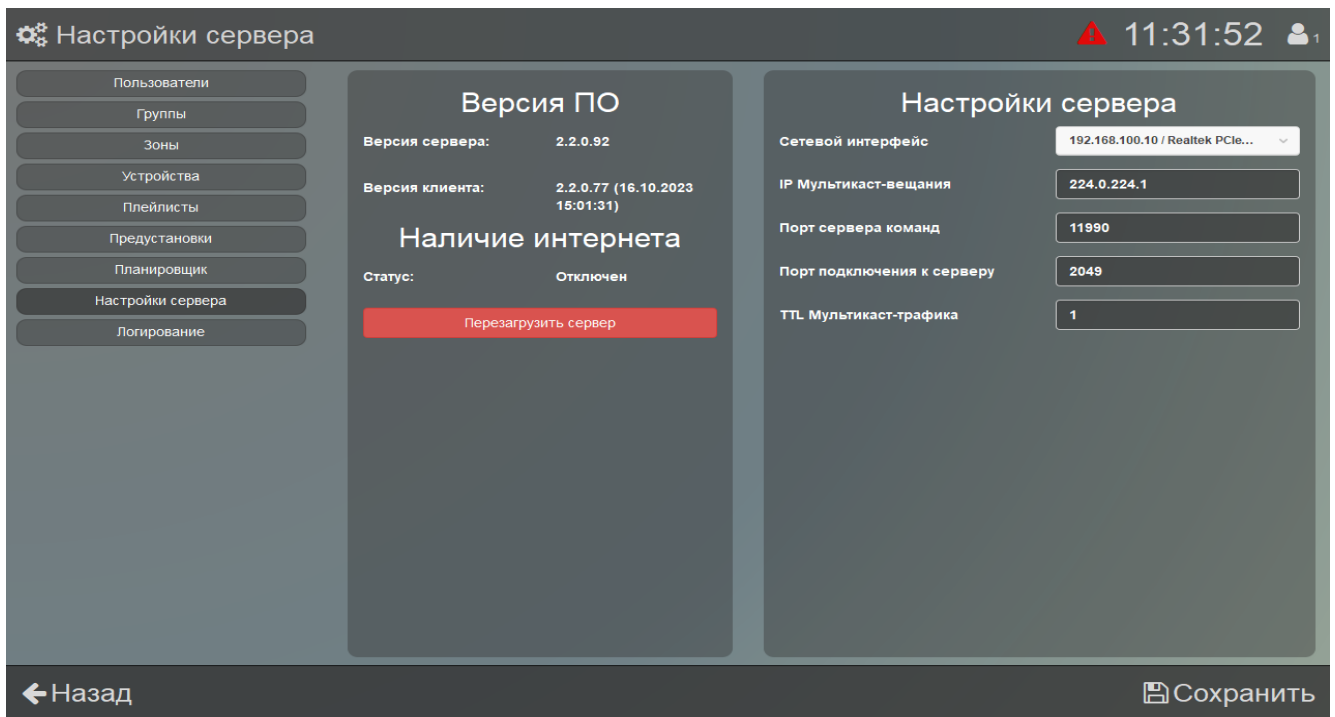 Настройки сервера
11:31:52
1
Пользователи
Группы
Зоны
Устройства
Плейлисты
Предустановки
Планировщик
Настройки сервера
Логирование
Версия ПО
Версия сервера: 2.2.0.92
Версия клиента: 2.2.0.77 (16.10.2023
15:01:31)
Наличие интернета
Статус: Отключен
Перезагрузить сервер
Настройки сервера
Сетевой интерфейс 192.168.100.10 / Realtek PCIe...
IP Мультикаст-вещания 224.0.224.1
Порт сервера команд 11990
Порт подключения к серверу 2049
TTL Мультикаст-трафика 1
Назад
Сохранить